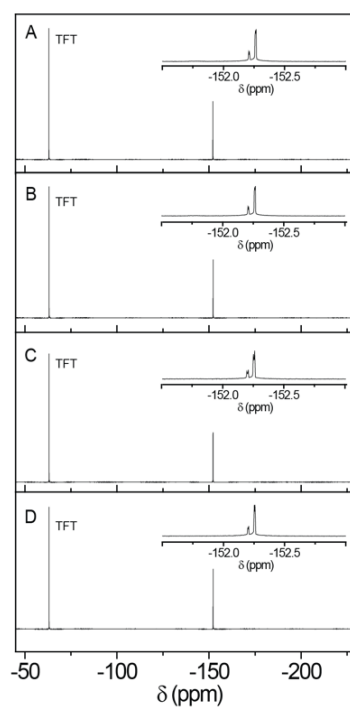 A
TFT
-152.0 -152.5
δ (ppm)
B
TFT
-152.0 -152.5
δ (ppm)
C
TFT
-152.0 -152.5
δ (ppm)
D
TFT
-152.0 -152.5
δ (ppm)
-50 -100 -150 -200
δ (ppm)